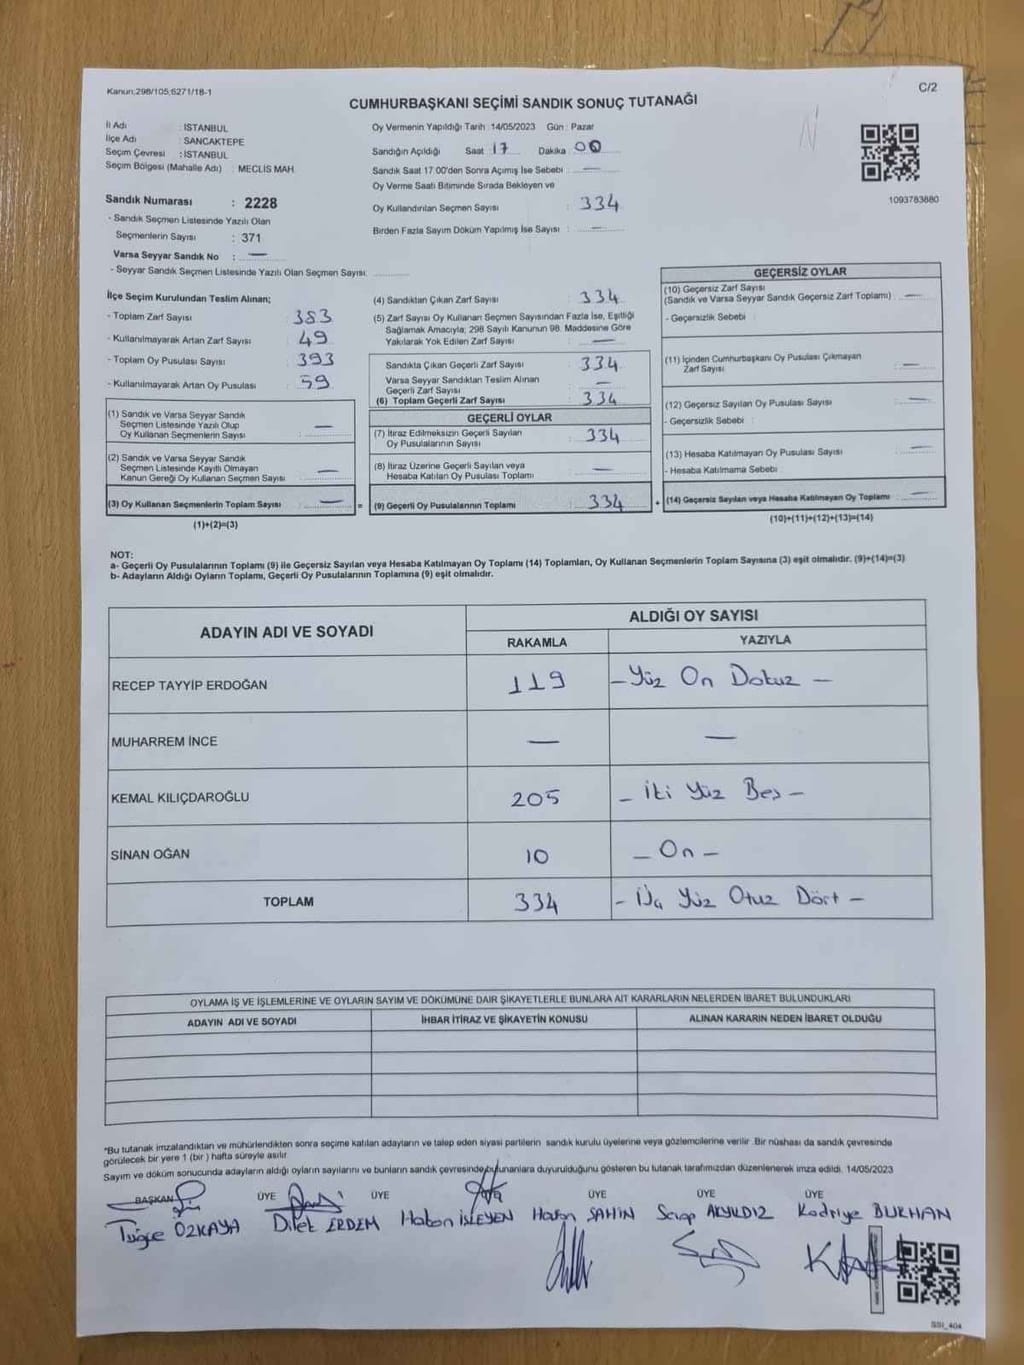 Kanun;298/105;6271/18-1
C/2
CUMHURBAŞKANI SEÇİMİ SANDIK SONUÇ TUTANAĞI
İl Adı : İSTANBUL
İlçe Adı : SANCAKTEPE
Seçim Çevresi : İSTANBUL
Seçim Bölgesi (Mahalle Adı) : MECLİS MAH.
Sandık Numarası : 2228
- Sandık Seçmen Listesinde Yazılı Olan
Seçmenlerin Sayısı : 371
Varsa Seyyar Sandık No : —
- Seyyar Sandık Seçmen Listesinde Yazılı Olan Seçmen Sayısı:
Oy Vermenin Yapıldığı Tarih :14/05/2023 Gün : Pazar
Sandığın Açıldığı Saat 17 Dakika 00
Sandık Saat 17.00'den Sonra Açımış İse Sebebi : —
Oy Verme Saati Bitiminde Sırada Bekleyen ve
Oy Kullandırılan Seçmen Sayısı : 334
Birden Fazla Sayım Döküm Yapılmış İse Sayısı : —
1093783880
İlçe Seçim Kurulundan Teslim Alınan;
- Toplam Zarf Sayısı : 383
- Kullanılmayarak Artan Zarf Sayısı : 49
- Toplam Oy Pusulası Sayısı : 393
- Kullanılmayarak Artan Oy Pusulası : 59
(1) Sandık ve Varsa Seyyar Sandık
Seçmen Listesinde Yazılı Olup
Oy Kullanan Seçmenlerin Sayısı : —
(2) Sandık ve Varsa Seyyar Sandık
Seçmen Listesinde Kayıtlı Olmayan
Kanun Gereği Oy Kullanan Seçmen Sayısı : —
(3) Oy Kullanan Seçmenlerin Toplam Sayısı : — =
(1)+(2)=(3)
(4) Sandıktan Çıkan Zarf Sayısı : 334
(5) Zarf Sayısı Oy Kullanan Seçmen Sayısından Fazla İse, Eşitliği
Sağlamak Amacıyla; 298 Sayılı Kanunun 98. Maddesine Göre
Yakılarak Yok Edilen Zarf Sayısı : —
Sandıkta Çıkan Geçerli Zarf Sayısı : 334
Varsa Seyyar Sandıktan Teslim Alınan
Geçerli Zarf Sayısı : —
(6) Toplam Geçerli Zarf Sayısı : 334
GEÇERLİ OYLAR
(7) İtiraz Edilmeksizin Geçerli Sayılan
Oy Pusulalarının Sayısı : 334
(8) İtiraz Üzerine Geçerli Sayılan veya
Hesaba Katılan Oy Pusulası Toplamı : —
(9) Geçerli Oy Pusulalarının Toplamı : 334 +
GEÇERSİZ OYLAR
(10) Geçersiz Zarf Sayısı
(Sandık ve Varsa Seyyar Sandık Geçersiz Zarf Toplamı) : —
- Geçersizlik Sebebi :
(11) İçinden Cumhurbaşkanı Oy Pusulası Çıkmayan
Zarf Sayısı : —
(12) Geçersiz Sayılan Oy Pusulası Sayısı : —
- Geçersizlik Sebebi :
(13) Hesaba Katılmayan Oy Pusulası Sayısı : —
- Hesaba Katılmama Sebebi :
(14) Geçersiz Sayılan veya Hesaba Katılmayan Oy Toplamı : —
(10)+(11)+(12)+(13)=(14)
NOT:
a- Geçerli Oy Pusulalarının Toplamı (9) ile Geçersiz Sayılan veya Hesaba Katılmayan Oy Toplamı (14) Toplamları, Oy Kullanan Seçmenlerin Toplam Sayısına (3) eşit olmalıdır. (9)+(14)=(3)
b- Adayların Aldığı Oyların Toplamı, Geçerli Oy Pusulalarının Toplamına (9) eşit olmalıdır.
ADAYIN ADI VE SOYADI
ALDIĞI OY SAYISI
RAKAMLA YAZIYLA
RECEP TAYYİP ERDOĞAN 119 – Yüz On Dokuz –
MUHARREM İNCE — —
KEMAL KILIÇDAROĞLU 205 – İki Yüz Beş –
SİNAN OĞAN 10 – On –
TOPLAM 334 – Üç Yüz Otuz Dört –
OYLAMA İŞ VE İŞLEMLERİNE VE OYLARIN SAYIM VE DÖKÜMÜNE DAİR ŞİKAYETLERLE BUNLARA AİT KARARLARIN NELERDEN İBARET BULUNDUKLARI
ADAYIN ADI VE SOYADI İHBAR İTİRAZ VE ŞİKAYETİN KONUSU ALINAN KARARIN NEDEN İBARET OLDUĞU
*Bu tutanak imzalandıktan ve mühürlendikten sonra seçime katılan adayların ve talep eden siyasi partilerin sandık kurulu üyelerine veya gözlemcilerine verilir .Bir nüshası da sandık çevresinde
görülecek bir yere 1 (bir ) hafta süreyle asılır.
Sayım ve döküm sonucunda adayların aldığı oyların sayılarını ve bunların sandık çevresinde bulunanlara duyurulduğunu gösteren bu tutanak tarafımızdan düzenlenerek imza edildi. 14/05/2023
BAŞKAN ÜYE ÜYE ÜYE ÜYE ÜYE
Tuğçe ÖZKAYA Dilek ERDEM Haban İŞLEYEN Hasan ŞAHİN Serap AKYILDIZ Kadriye BURHAN
SSI_404